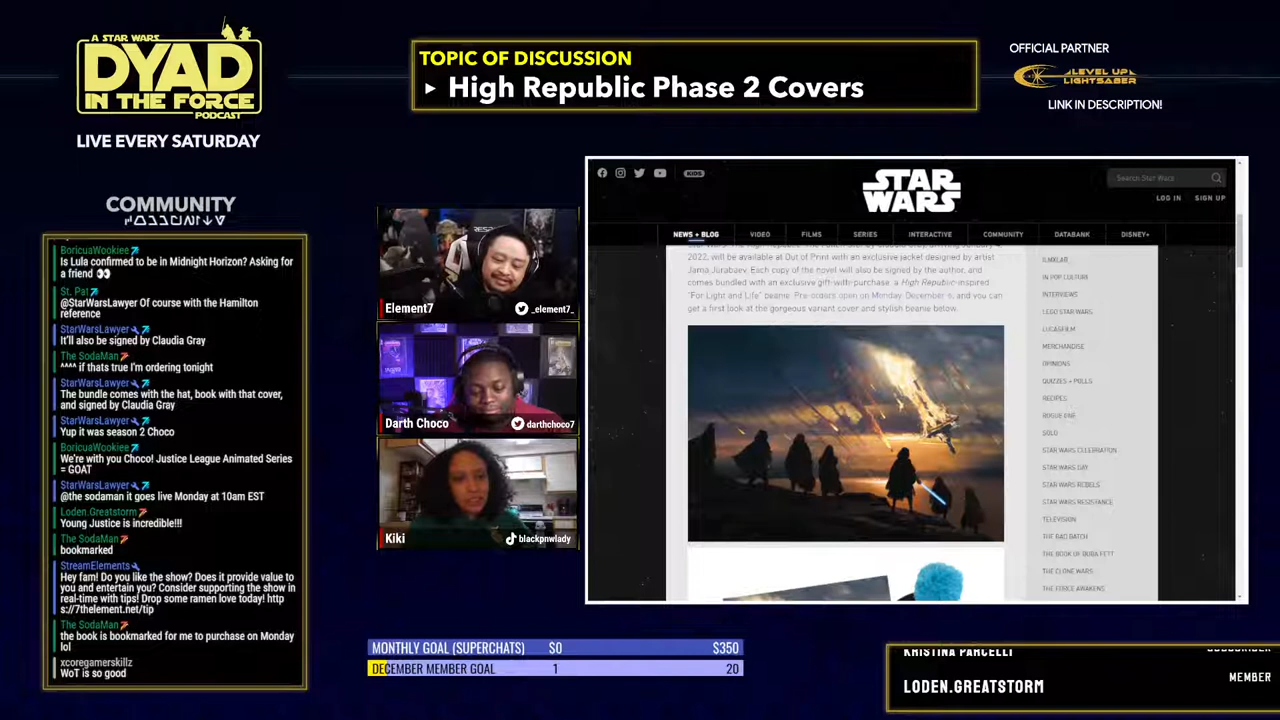 A STAR WARS
DYAD
IN THE FORCE
PODCAST
LIVE EVERY SATURDAY
TOPIC OF DISCUSSION
▸ High Republic Phase 2 Covers
OFFICIAL PARTNER
LEVEL UP
LIGHTSABER
LINK IN DESCRIPTION!
COMMUNITY
BoricuaWookiee
Is Lula confirmed to be in Midnight Horizon? Asking for
a friend 👀
St. Pat
@StarWarsLawyer Of course with the Hamilton
reference
StarWarsLawyer
It'll also be signed by Claudia Gray
The SodaMan
^^^^ if thats true I'm ordering tonight
StarWarsLawyer
The bundle comes with the hat, book with that cover,
and signed by Claudia Gray
StarWarsLawyer
Yup it was season 2 Choco
BoricuaWookiee
We're with you Choco! Justice League Animated Series
= GOAT
StarWarsLawyer
@the sodaman it goes live Monday at 10am EST
Loden.Greatstorm
Young Justice is incredible!!!
The SodaMan
bookmarked
StreamElements
Hey fam! Do you like the show? Does it provide value to
you and entertain you? Consider supporting the show in
real-time with tips! Drop some ramen love today! http
s://7thelement.net/tip
The SodaMan
the book is bookmarked for me to purchase on Monday
lol
xcoregamerskillz
WoT is so good
Element7
_element7_
Darth Choco
darthchoco7
Kiki
blackpnwlady
KIDS
STAR
WARS
Search Star Wars
LOG IN SIGN UP
NEWS + BLOG VIDEO FILMS SERIES INTERACTIVE COMMUNITY DATABANK DISNEY+
2022, will be available at Out of Print with an exclusive jacket designed by artist
Jama Jurabaev. Each copy of the novel will also be signed by the author, and
comes bundled with an exclusive gift-with-purchase, a High Republic-inspired
"For Light and Life" beanie. Pre-orders open on Monday, December 6, and you can
get a first look at the gorgeous variant cover and stylish beanie below.
ILMXLAB
IN POP CULTURE
INTERVIEWS
LEGO STAR WARS
LUCASFILM
MERCHANDISE
OPINIONS
QUIZZES + POLLS
RECIPES
ROGUE ONE
SOLO
STAR WARS CELEBRATION
STAR WARS DAY
STAR WARS REBELS
STAR WARS RESISTANCE
TELEVISION
THE BAD BATCH
THE BOOK OF BOBA FETT
THE CLONE WARS
THE FORCE AWAKENS
MONTHLY GOAL (SUPERCHATS) $0 $350
DECEMBER MEMBER GOAL 1 20
KRISTINA PARCELLI
LODEN.GREATSTORM MEMBER